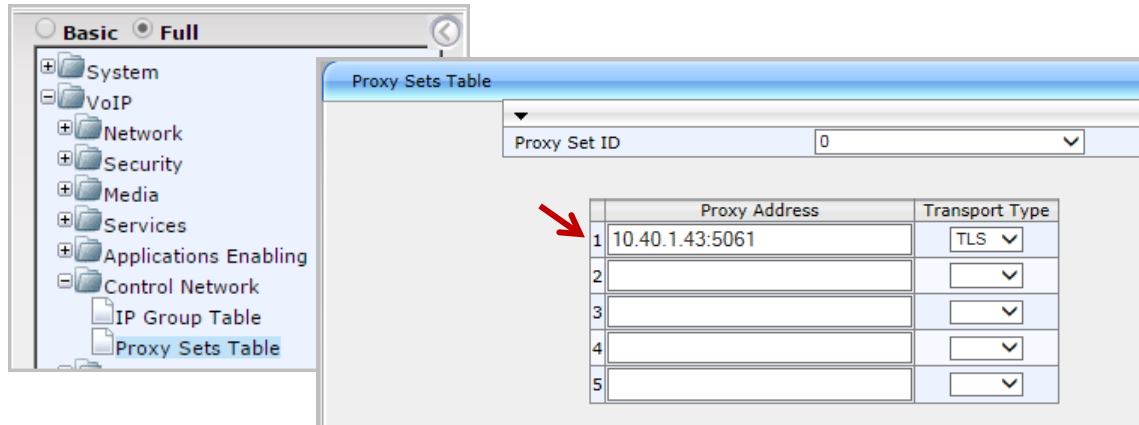 Basic Full
System
VoIP
Network
Security
Media
Services
Applications Enabling
Control Network
IP Group Table
Proxy Sets Table
Proxy Sets Table
Proxy Set ID 0
Proxy Address Transport Type
1 10.40.1.43:5061 TLS
2
3
4
5